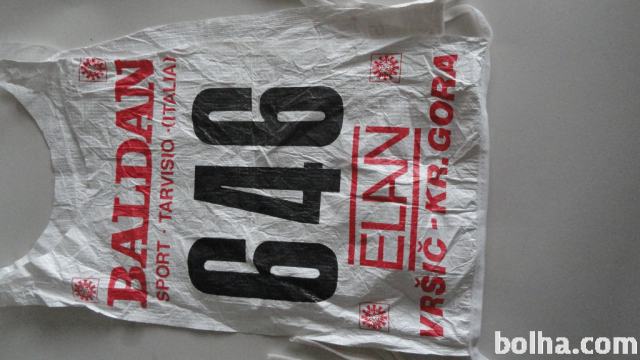 BALDAN
SPORT - TARVISIO - (ITALIA)
646
ELAN
VRŠIČ - KR. GORA
bolha.com